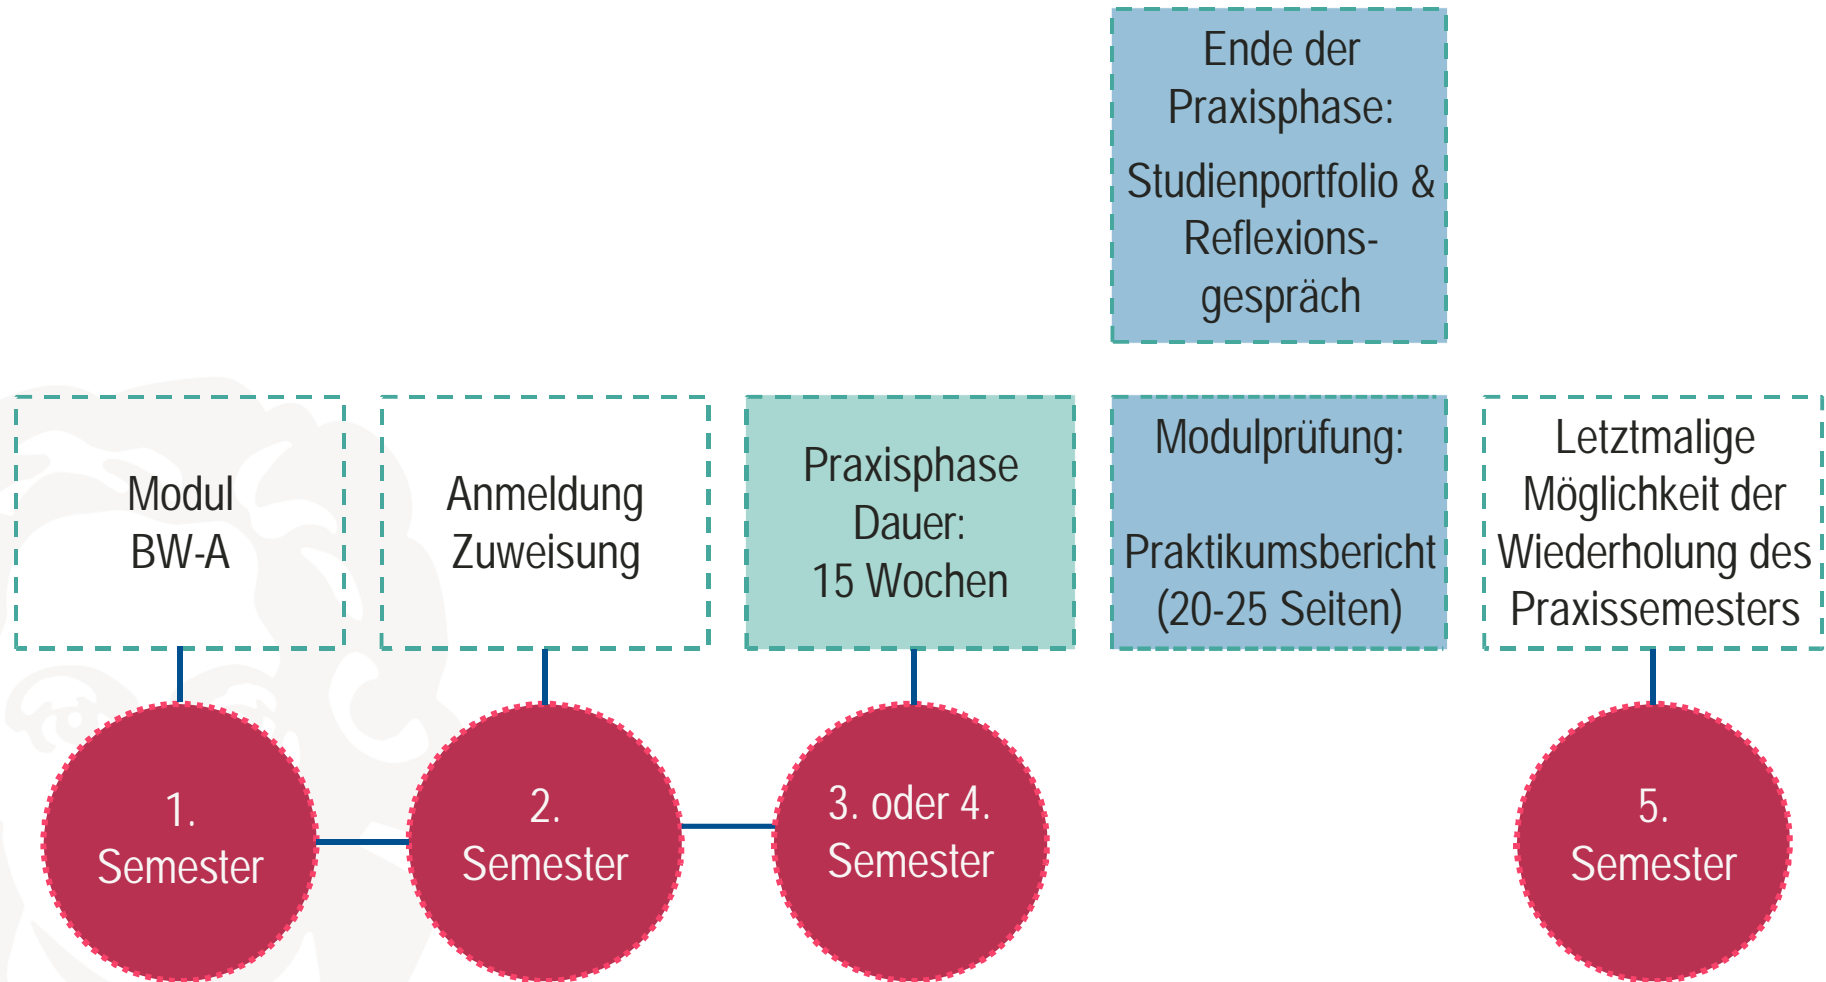 Ende der
Praxisphase:
Studienportfolio &
Reflexions-
gespräch
Modul
BW-A
Anmeldung
Zuweisung
Praxisphase
Dauer:
15 Wochen
Modulprüfung:
Praktikumsbericht
(20-25 Seiten)
Letztmalige
Möglichkeit der
Wiederholung des
Praxissemesters
1.
Semester
2.
Semester
3. oder 4.
Semester
5.
Semester